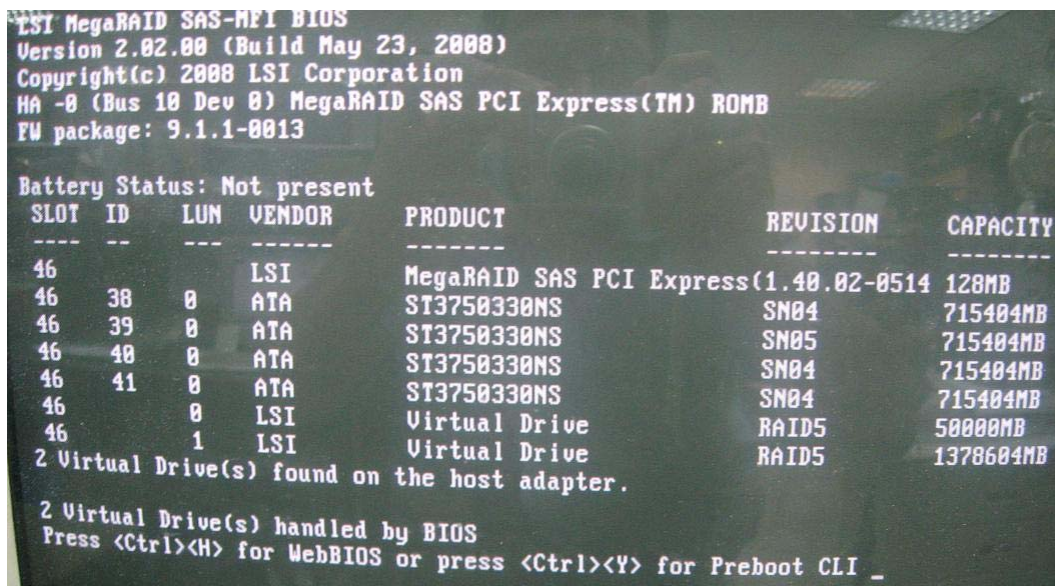 LSI MegaRAID SAS-MFI BIOS
Version 2.02.00 (Build May 23, 2008)
Copyright(c) 2008 LSI Corporation
HA -0 (Bus 10 Dev 0) MegaRAID SAS PCI Express(TM) ROMB
FW package: 9.1.1-0013
Battery Status: Not present
SLOT ID LUN VENDOR PRODUCT REVISION CAPACITY
---- -- --- ------ ------- -------- --------
46 LSI MegaRAID SAS PCI Express(1.40.02-0514 128MB
46 38 0 ATA ST3750330NS SN04 715404MB
46 39 0 ATA ST3750330NS SN05 715404MB
46 40 0 ATA ST3750330NS SN04 715404MB
46 41 0 ATA ST3750330NS SN04 715404MB
46 0 LSI Virtual Drive RAID5 50000MB
46 1 LSI Virtual Drive RAID5 1378604MB
2 Virtual Drive(s) found on the host adapter.
2 Virtual Drive(s) handled by BIOS
Press <Ctrl><H> for WebBIOS or press <Ctrl><Y> for Preboot CLI _